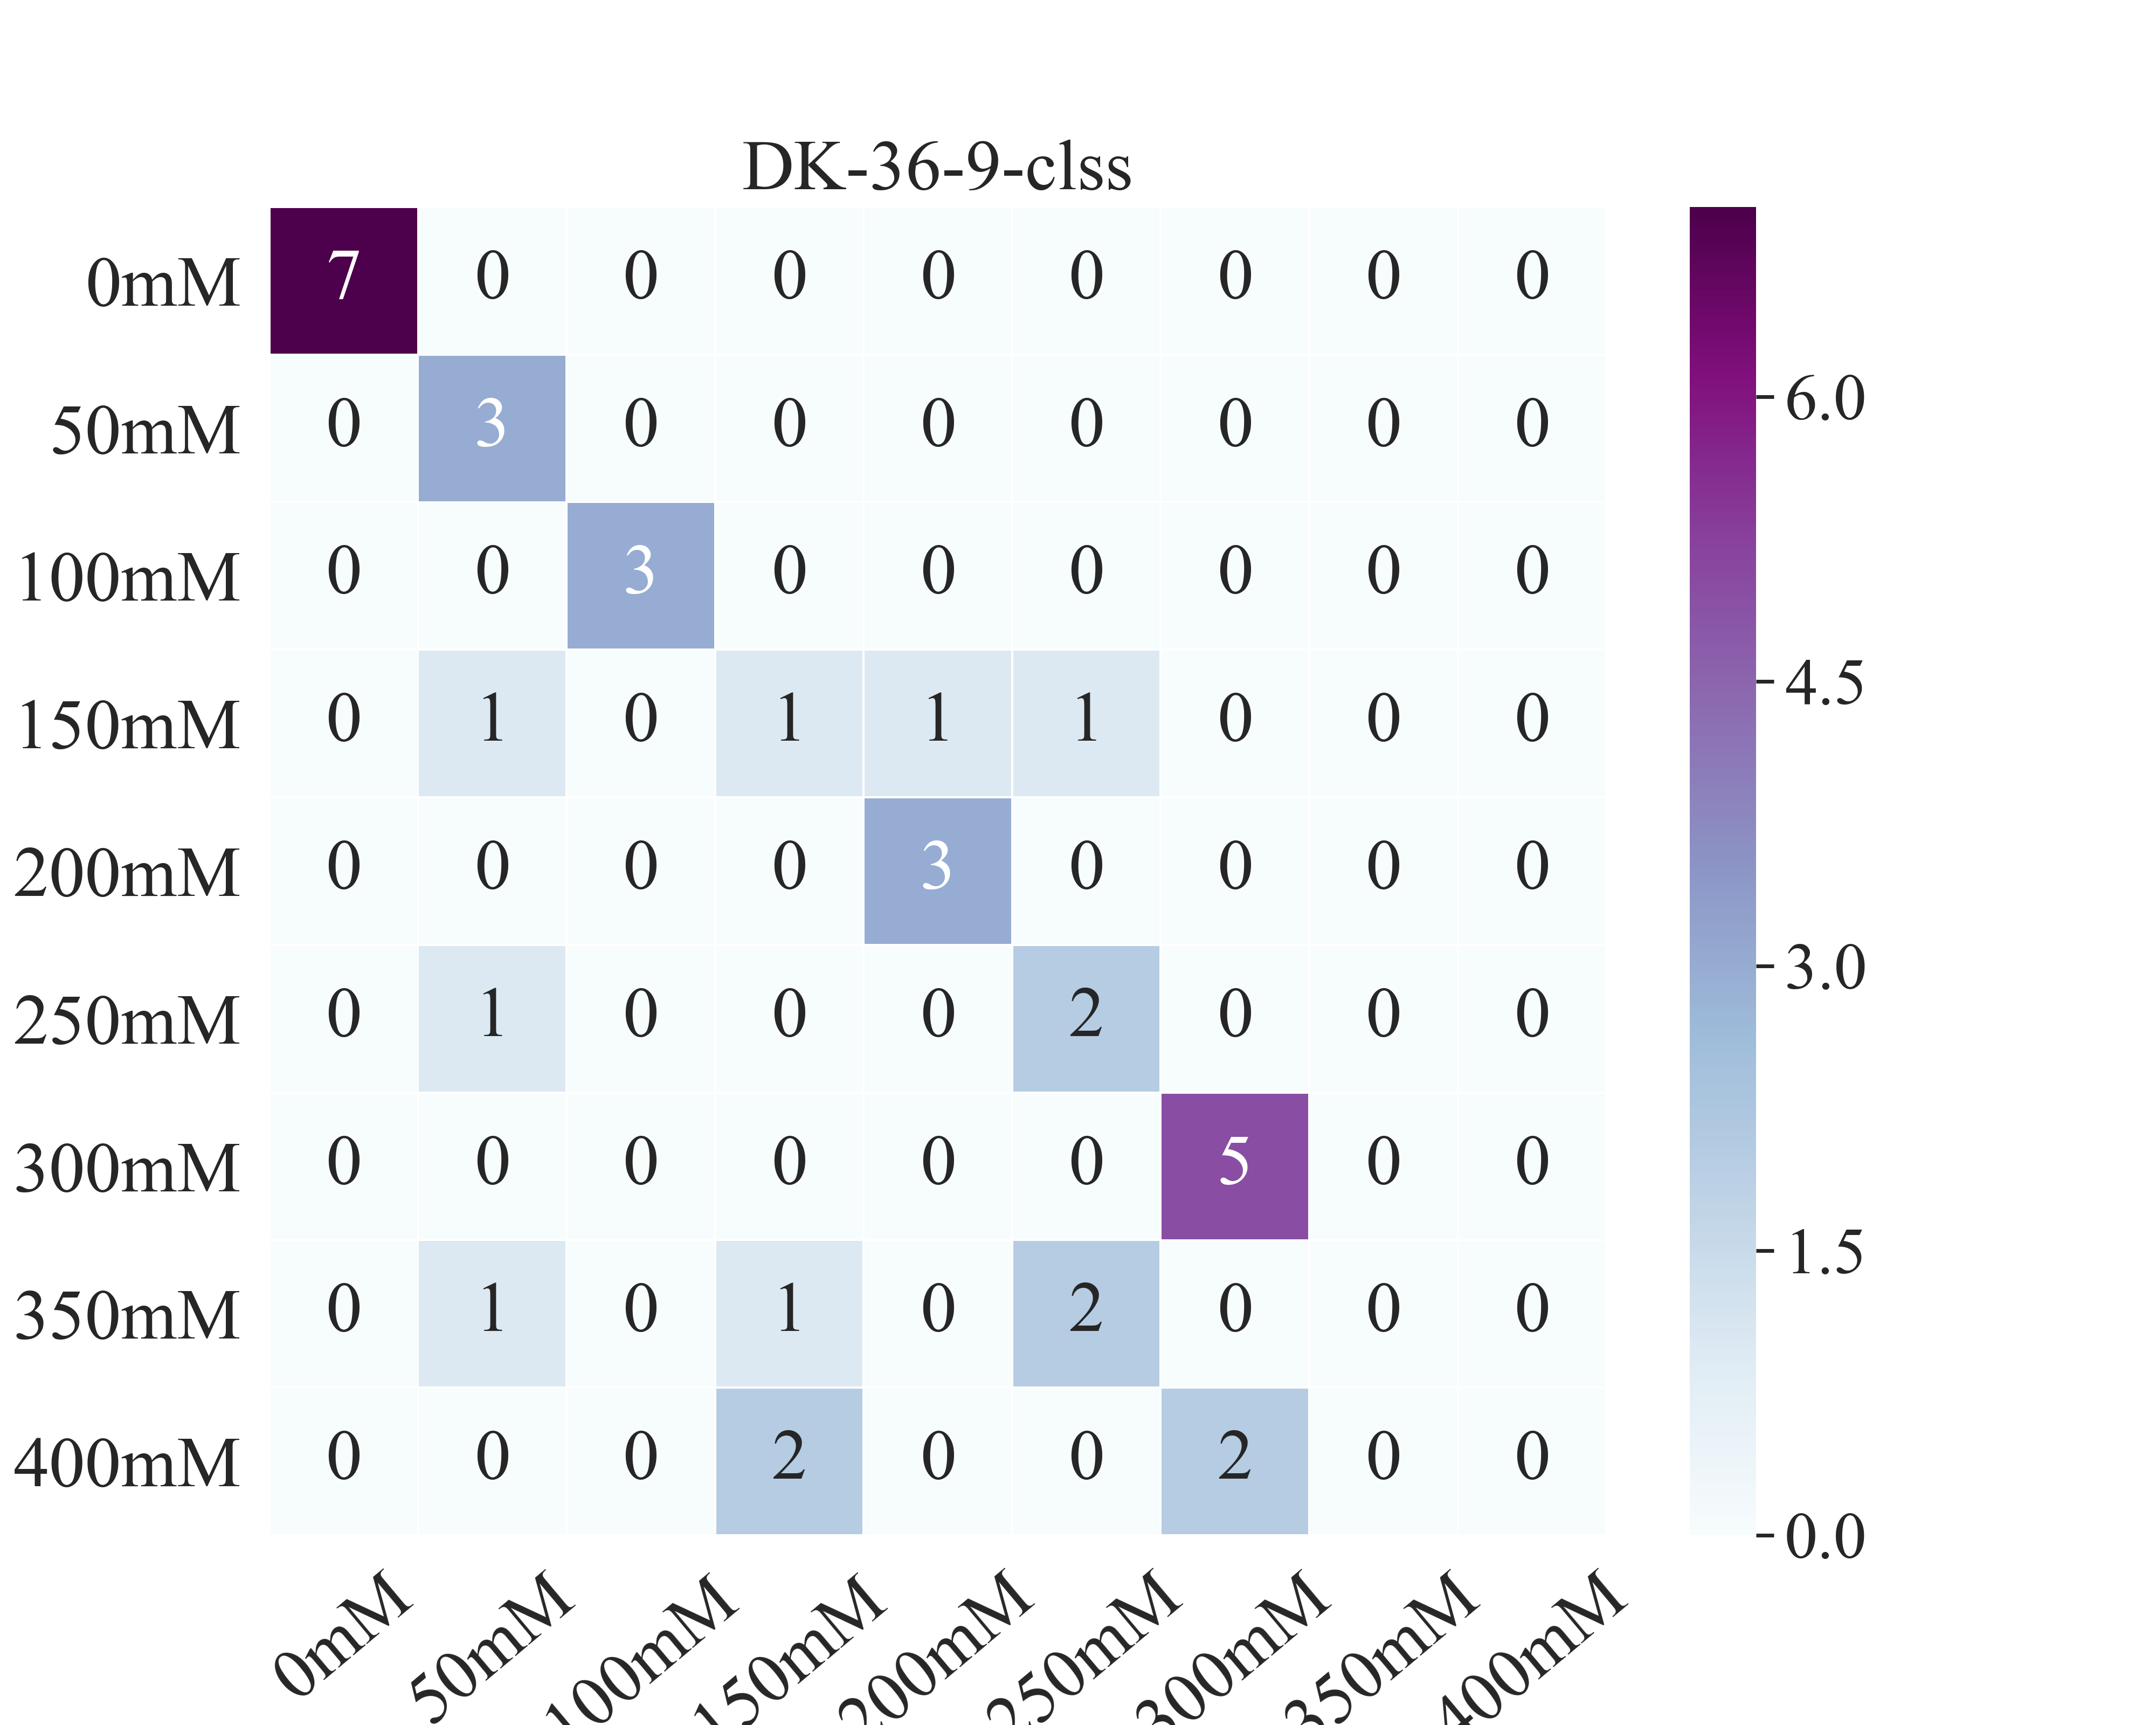 DK-36-9-clss
0mM 7 0 0 0 0 0 0 0 0
50mM 0 3 0 0 0 0 0 0 0
100mM 0 0 3 0 0 0 0 0 0
150mM 0 1 0 1 1 1 0 0 0
200mM 0 0 0 0 3 0 0 0 0
250mM 0 1 0 0 0 2 0 0 0
300mM 0 0 0 0 0 0 5 0 0
350mM 0 1 0 1 0 2 0 0 0
400mM 0 0 0 2 0 0 2 0 0
0mM 50mM 100mM 150mM 200mM 250mM 300mM 350mM 400mM
6.0
4.5
3.0
1.5
0.0